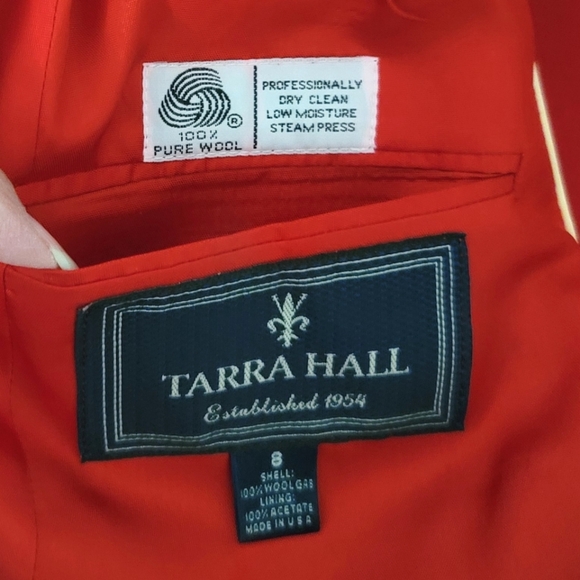 100%
PURE WOOL
®
PROFESSIONALLY
DRY CLEAN
LOW MOISTURE
STEAM PRESS
TARRA HALL
Established 1954
8
SHELL:
100% WOOL GAB
LINING:
100% ACETATE
MADE IN USA